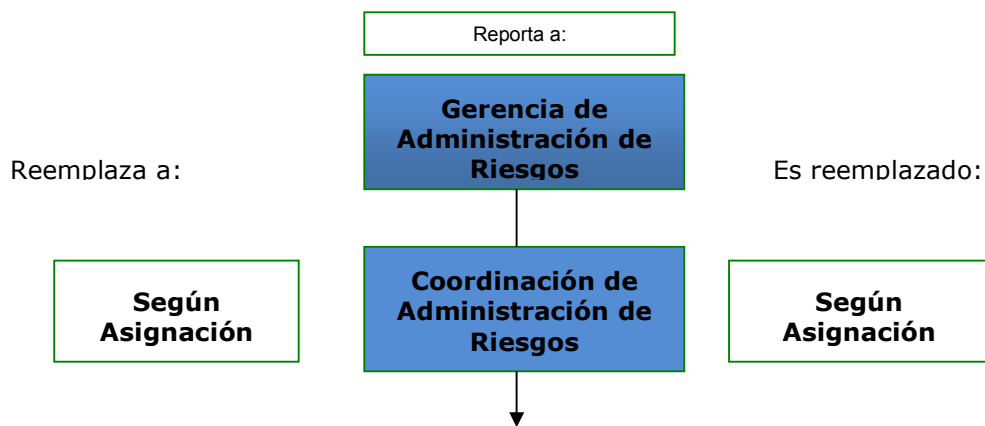 Reporta a:
Gerencia de
Administración de
Riesgos
Reemplaza a:
Es reemplazado:
Según
Asignación
Coordinación de
Administración de
Riesgos
Según
Asignación